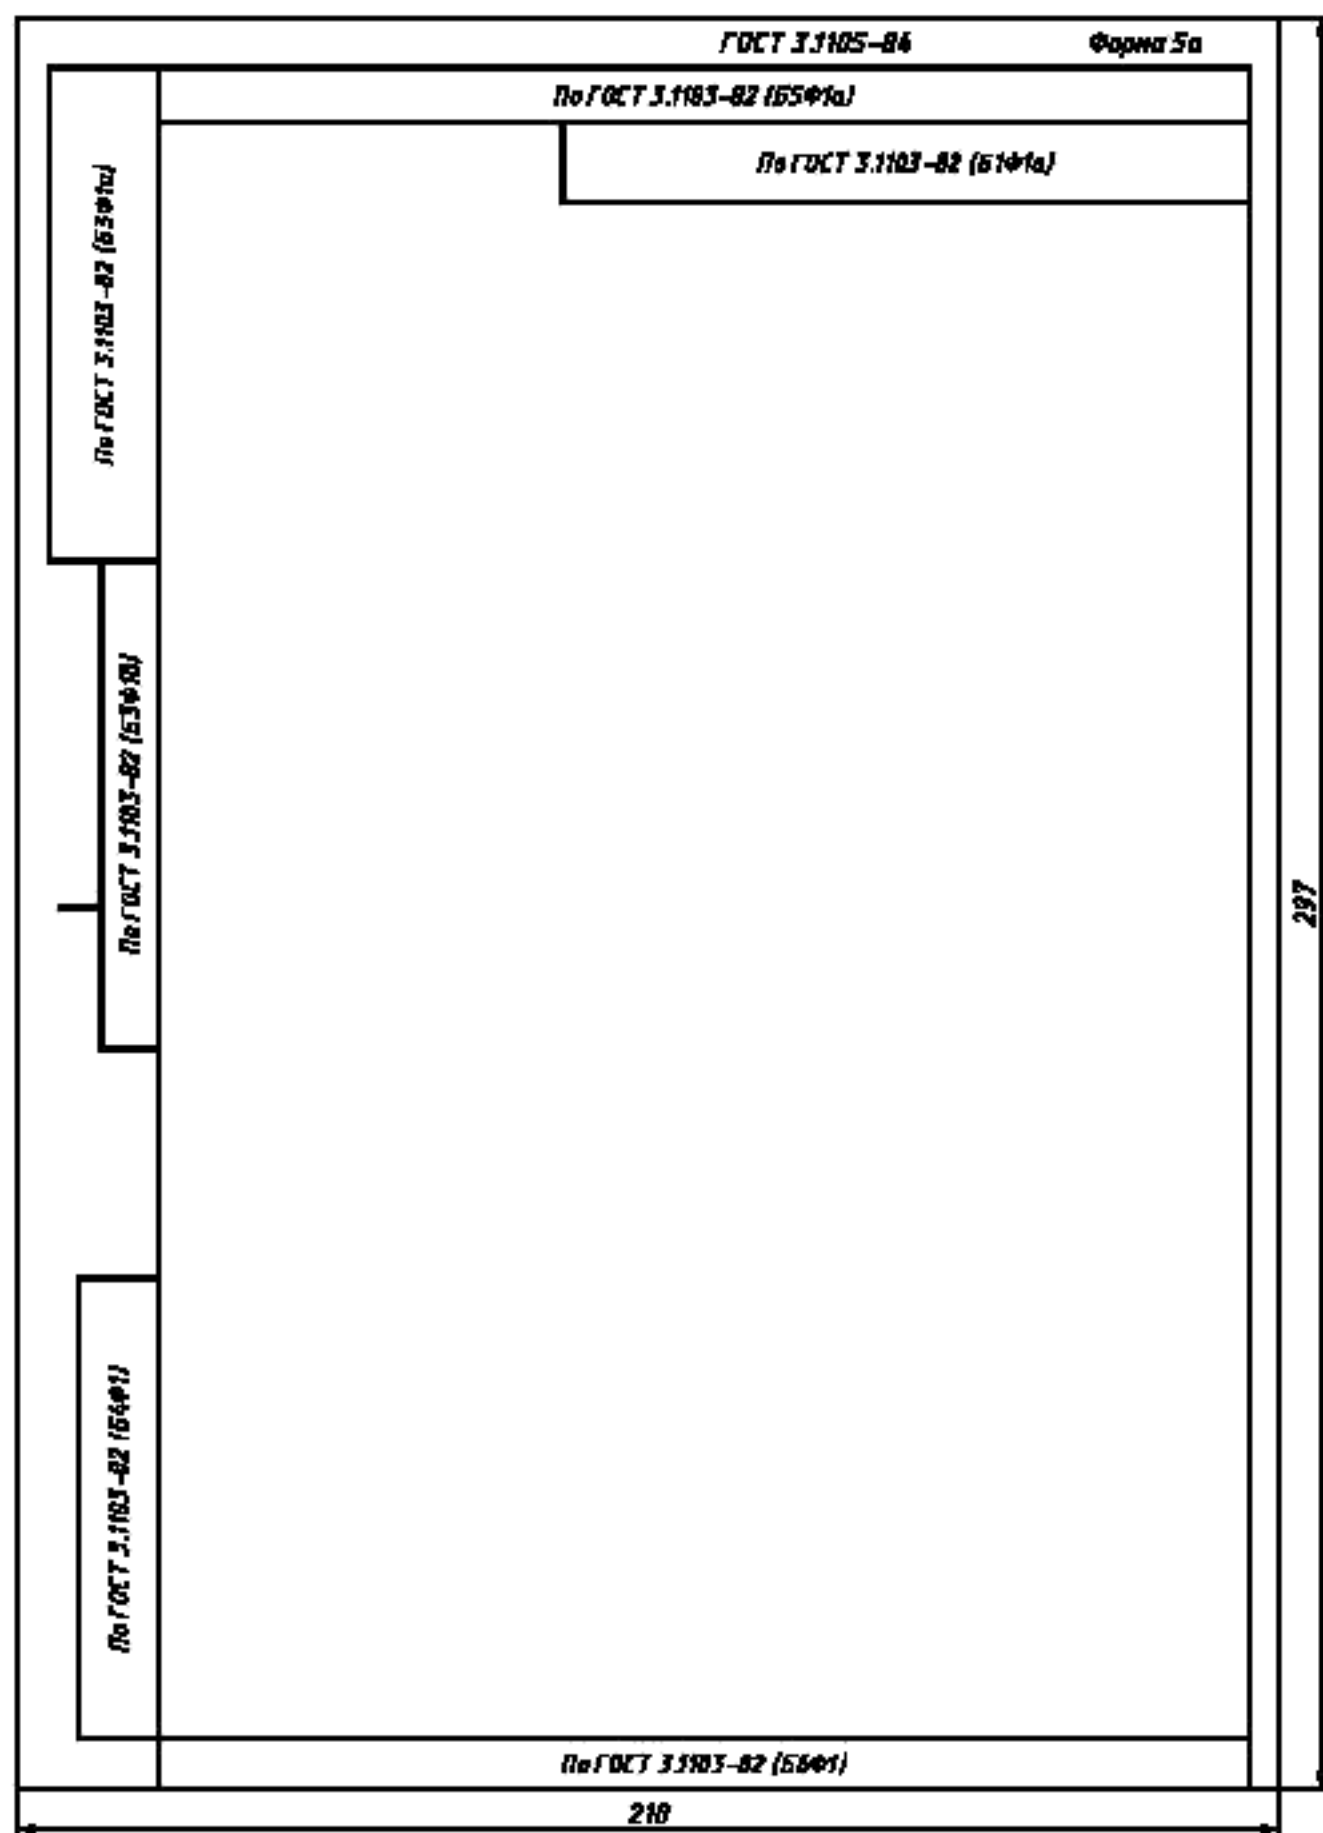 ГОСТ 3.1105-84 Форма 5а
По ГОСТ 3.1103-82 (Б5Ф1а)
По ГОСТ 3.1103-82 (Б1Ф1а)
По ГОСТ 3.1103-82 (Б3Ф1а)
По ГОСТ 3.1103-82 (Б3Ф1б)
297
По ГОСТ 3.1103-82 (Б4Ф1)
По ГОСТ 3.1103-82 (Б6Ф1)
210